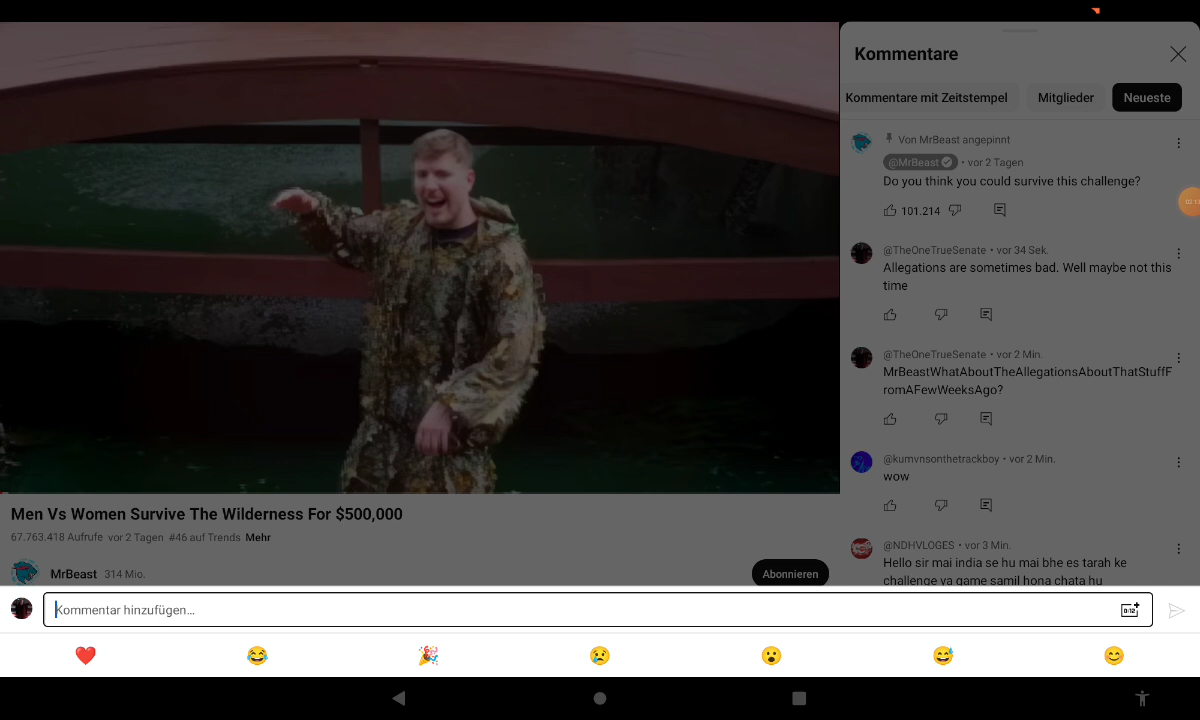 Kommentare
Kommentare mit Zeitstempel
Mitglieder
Neueste
Von MrBeast angepinnt
@MrBeast • vor 2 Tagen
Do you think you could survive this challenge?
101.214
@TheOneTrueSenate • vor 34 Sek.
Allegations are sometimes bad. Well maybe not this
time
@TheOneTrueSenate • vor 2 Min.
MrBeastWhatAboutTheAllegationsAboutThatStuffF
romAFewWeeksAgo?
@kumvnsonthetrackboy • vor 2 Min.
wow
@NDHVLOGES • vor 3 Min.
Hello sir mai india se hu mai bhe es tarah ke
challenge ya game samil hona chata hu
Men Vs Women Survive The Wilderness For $500,000
67.763.418 Aufrufe vor 2 Tagen #46 auf Trends Mehr
MrBeast 314 Mio.
Abonnieren
Kommentar hinzufügen...